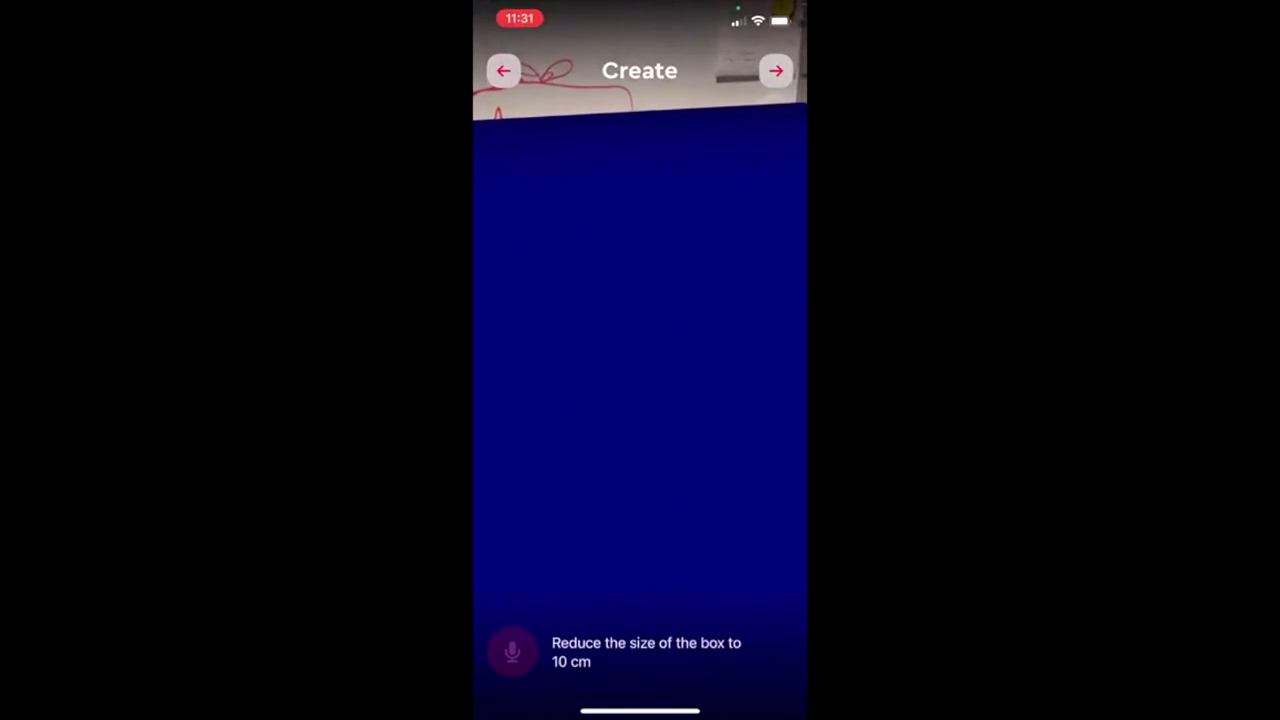 11:31
Create
Reduce the size of the box to
10 cm